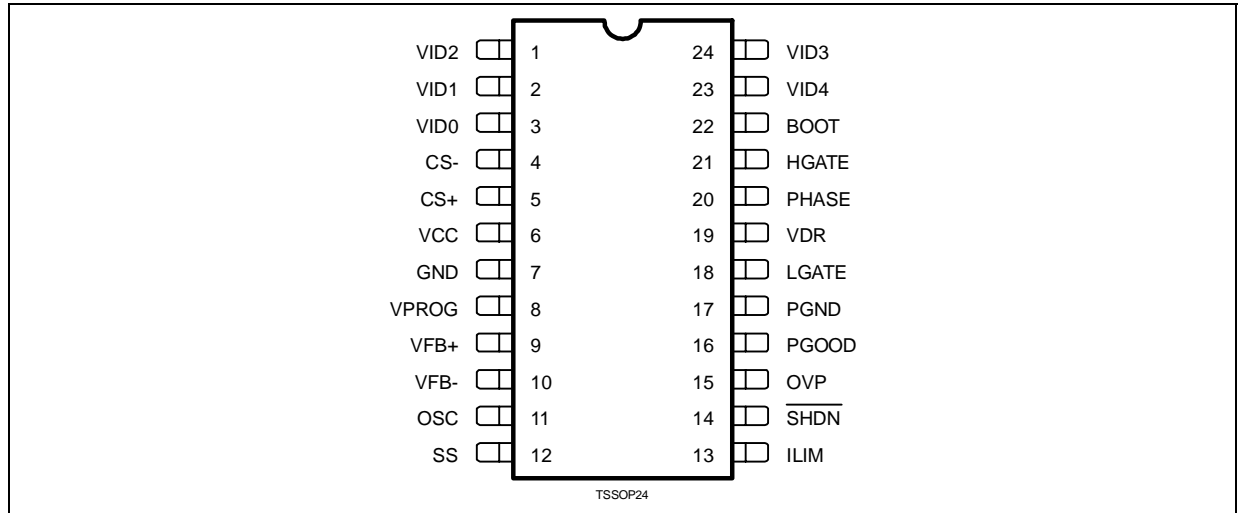 VID2 1 24 VID3
VID1 2 23 VID4
VID0 3 22 BOOT
CS- 4 21 HGATE
CS+ 5 20 PHASE
VCC 6 19 VDR
GND 7 18 LGATE
VPROG 8 17 PGND
VFB+ 9 16 PGOOD
VFB- 10 15 OVP
OSC 11 14 SHDN
SS 12 13 ILIM
TSSOP24